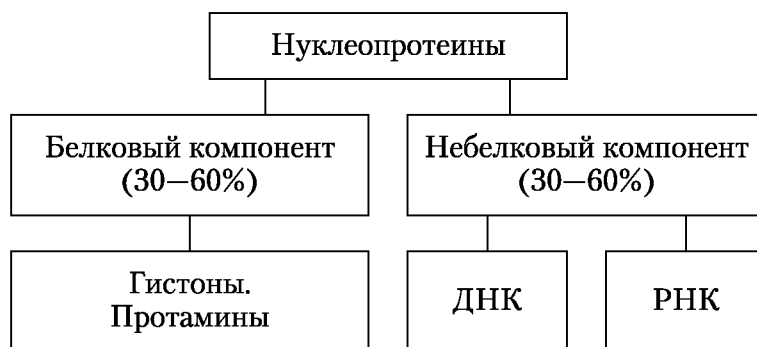 Нуклеопротеины
Белковый компонент
(30—60%)
Небелковый компонент
(30—60%)
Гистоны.
Протамины
ДНК
РНК